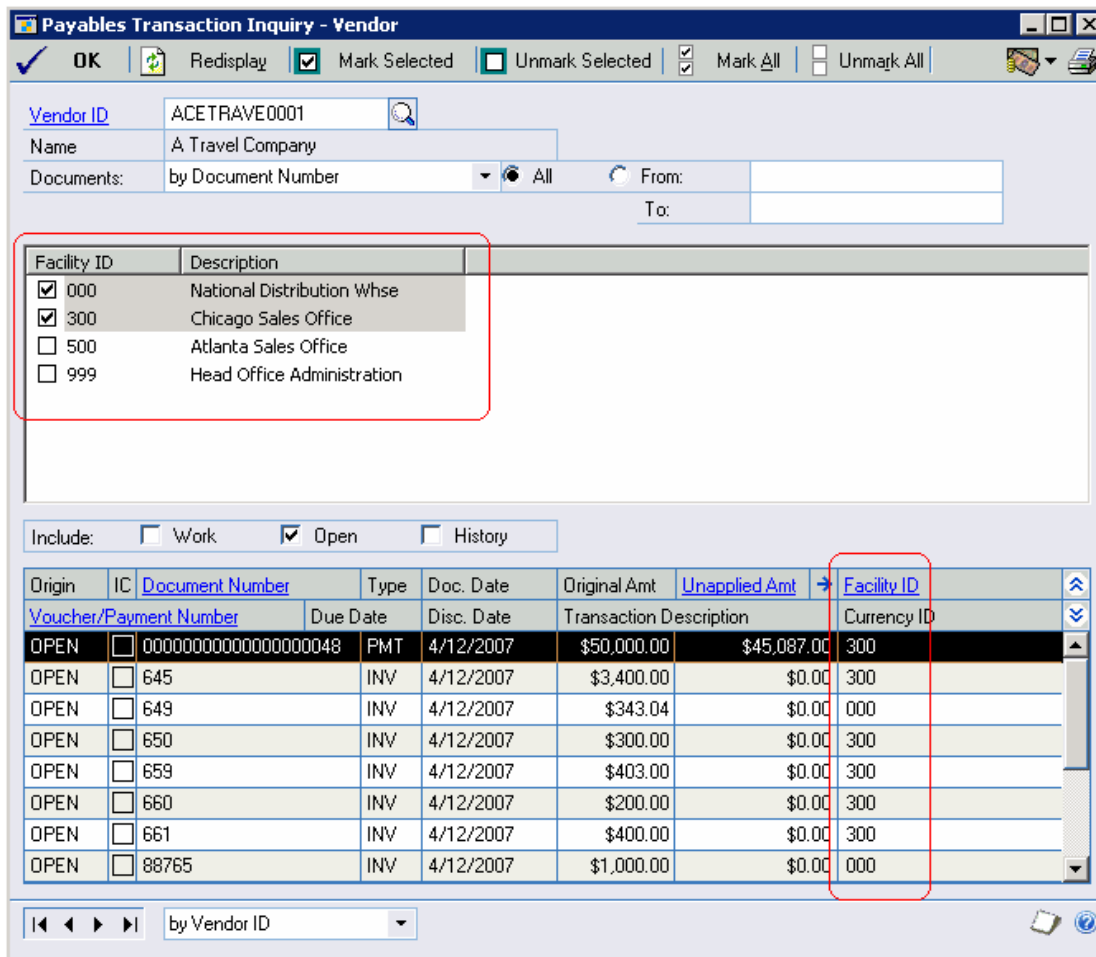 Payables Transaction Inquiry - Vendor
OK Redisplay Mark Selected Unmark Selected Mark All Unmark All
Vendor ID ACETRAVE0001
Name A Travel Company
Documents: by Document Number All From:
To:
Facility ID Description
000 National Distribution Whse
300 Chicago Sales Office
500 Atlanta Sales Office
999 Head Office Administration
Include: Work Open History
Origin IC Document Number Type Doc. Date Original Amt Unapplied Amt Facility ID
Voucher/Payment Number Due Date Disc. Date Transaction Description Currency ID
OPEN 00000000000000000048 PMT 4/12/2007 $50,000.00 $45,087.00 300
OPEN 645 INV 4/12/2007 $3,400.00 $0.00 300
OPEN 649 INV 4/12/2007 $343.04 $0.00 000
OPEN 650 INV 4/12/2007 $300.00 $0.00 300
OPEN 659 INV 4/12/2007 $403.00 $0.00 300
OPEN 660 INV 4/12/2007 $200.00 $0.00 300
OPEN 661 INV 4/12/2007 $400.00 $0.00 300
OPEN 88765 INV 4/12/2007 $1,000.00 $0.00 000
by Vendor ID